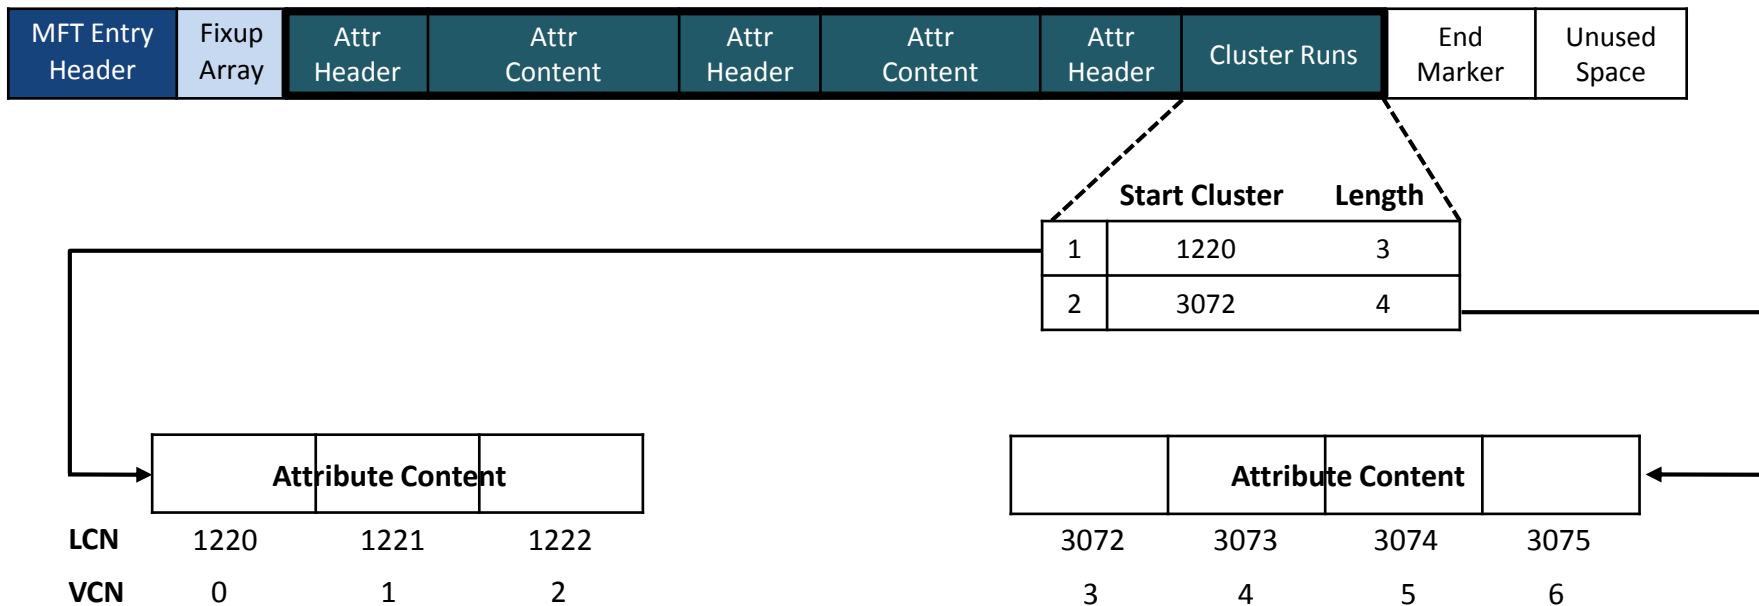 MFT Entry
Header
Fixup
Array
Attr
Header
Attr
Content
Attr
Header
Attr
Content
Attr
Header
Cluster Runs
End
Marker
Unused
Space
Start Cluster Length
1 1220 3
2 3072 4
Attribute Content
Attribute Content
LCN 1220 1221 1222 3072 3073 3074 3075
VCN 0 1 2 3 4 5 6